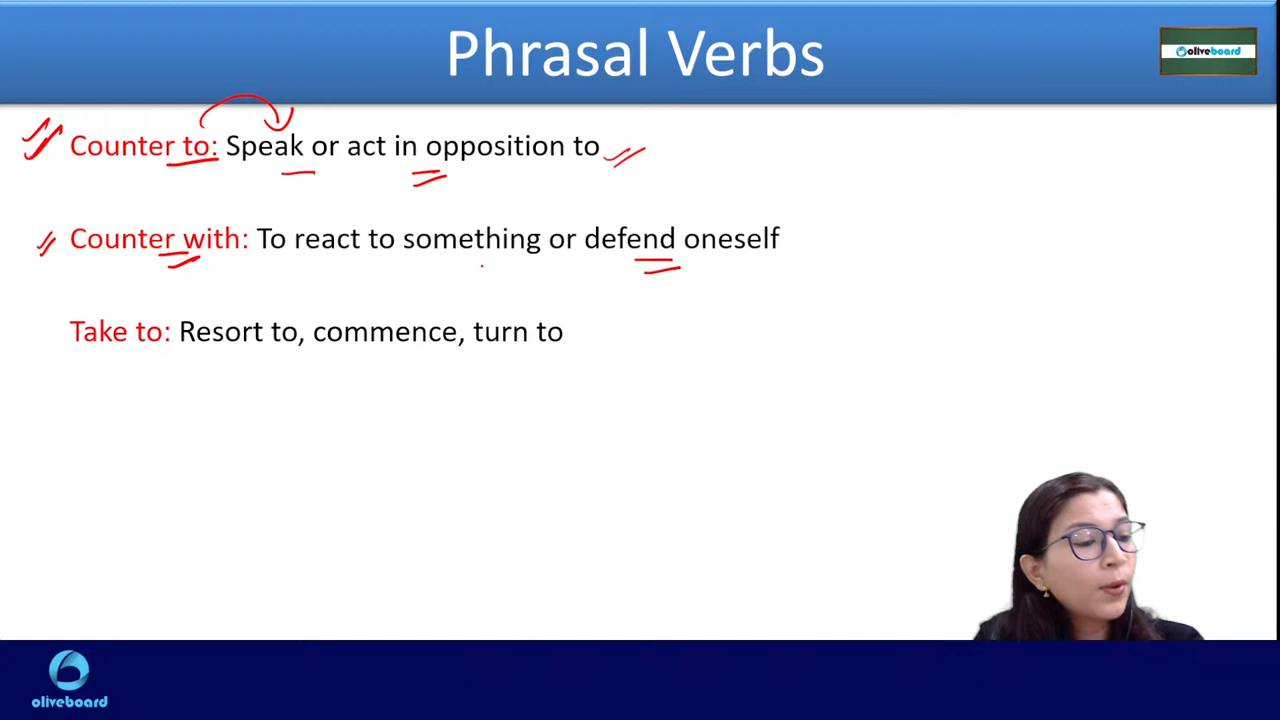 Phrasal Verbs
oliveboard
Counter to: Speak or act in opposition to
Counter with: To react to something or defend oneself
Take to: Resort to, commence, turn to
oliveboard